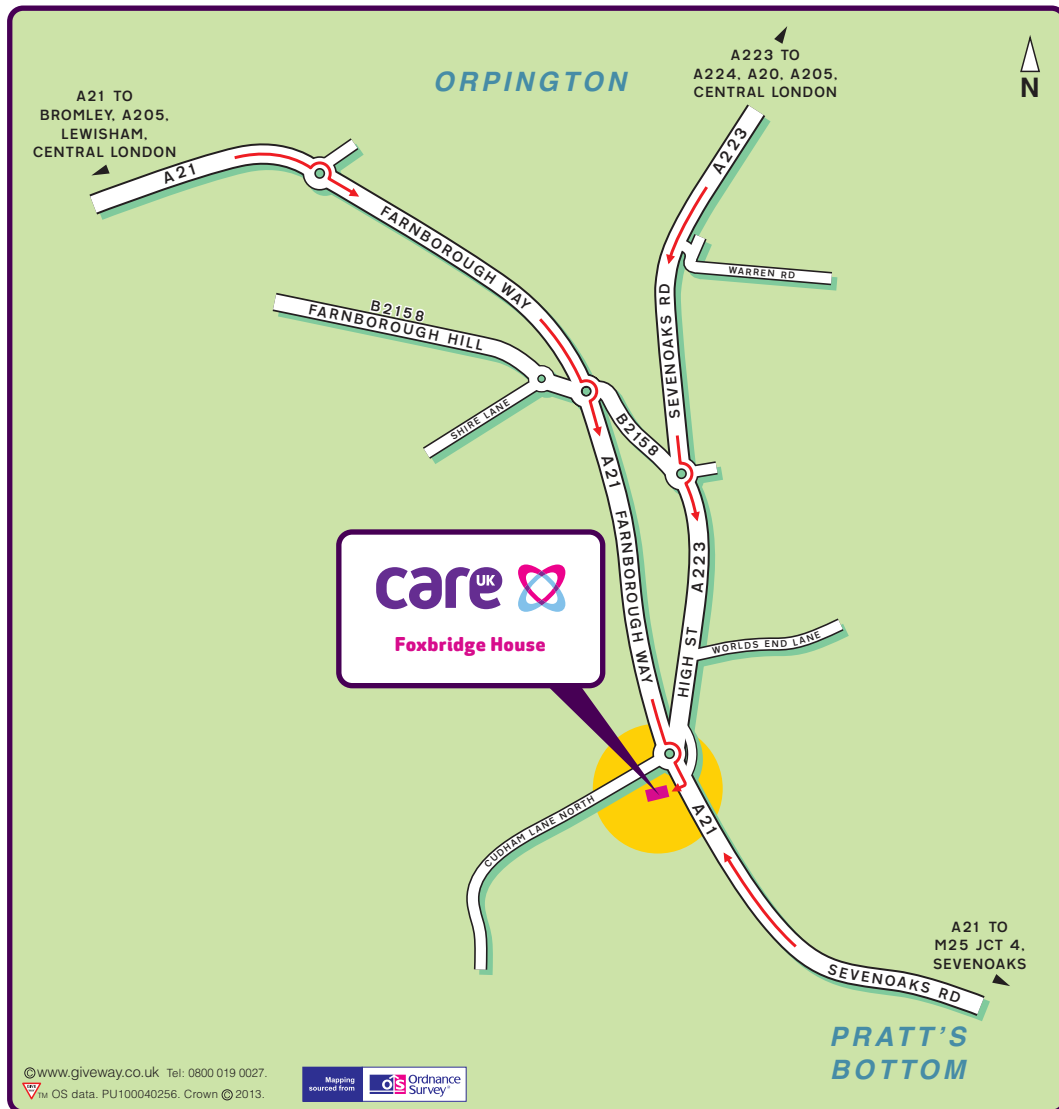 ORPINGTON
A223 TO
A224, A20, A205,
CENTRAL LONDON
N
A21 TO
BROMLEY, A205,
LEWISHAM,
CENTRAL LONDON
A21
A223
FARNBOROUGH WAY
WARREN RD
B2158
FARNBOROUGH HILL
SEVENOAKS RD
SHIRE LANE
B2158
A21
FARNBOROUGH WAY
A223
HIGH ST
WORLDS END LANE
care UK
Foxbridge House
CUDHAM LANE NORTH
A21
A21 TO
M25 JCT 4,
SEVENOAKS
SEVENOAKS RD
PRATT'S
BOTTOM
©www.giveway.co.uk Tel: 0800 019 0027.
GIVE TM OS data. PU100040256. Crown © 2013.
Mapping
sourced from
OS Ordnance
Survey®